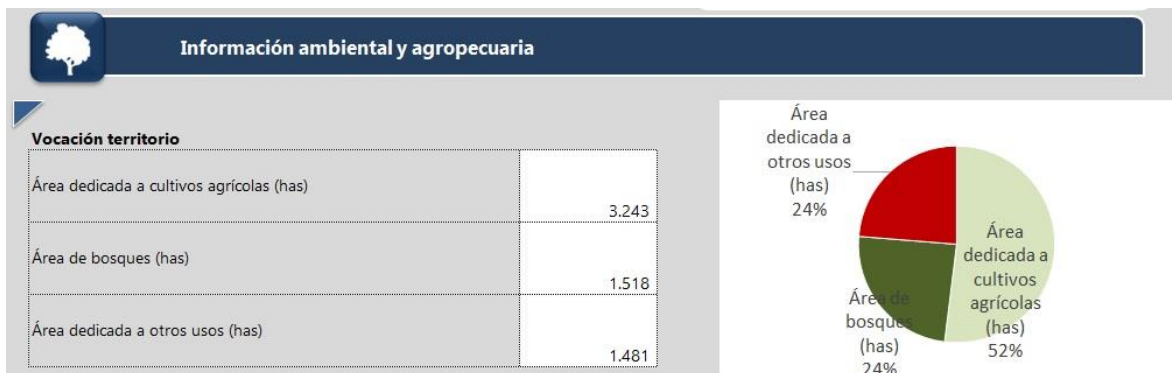 Información ambiental y agropecuaria
Vocación territorio
Área dedicada a cultivos agrícolas (has)
3.243
Área de bosques (has)
1.518
Área dedicada a otros usos (has)
1.481
Área
dedicada a
otros usos
(has)
24%
Área
dedicada a
cultivos
agrícolas
(has)
52%
Área de
bosques
(has)
24%